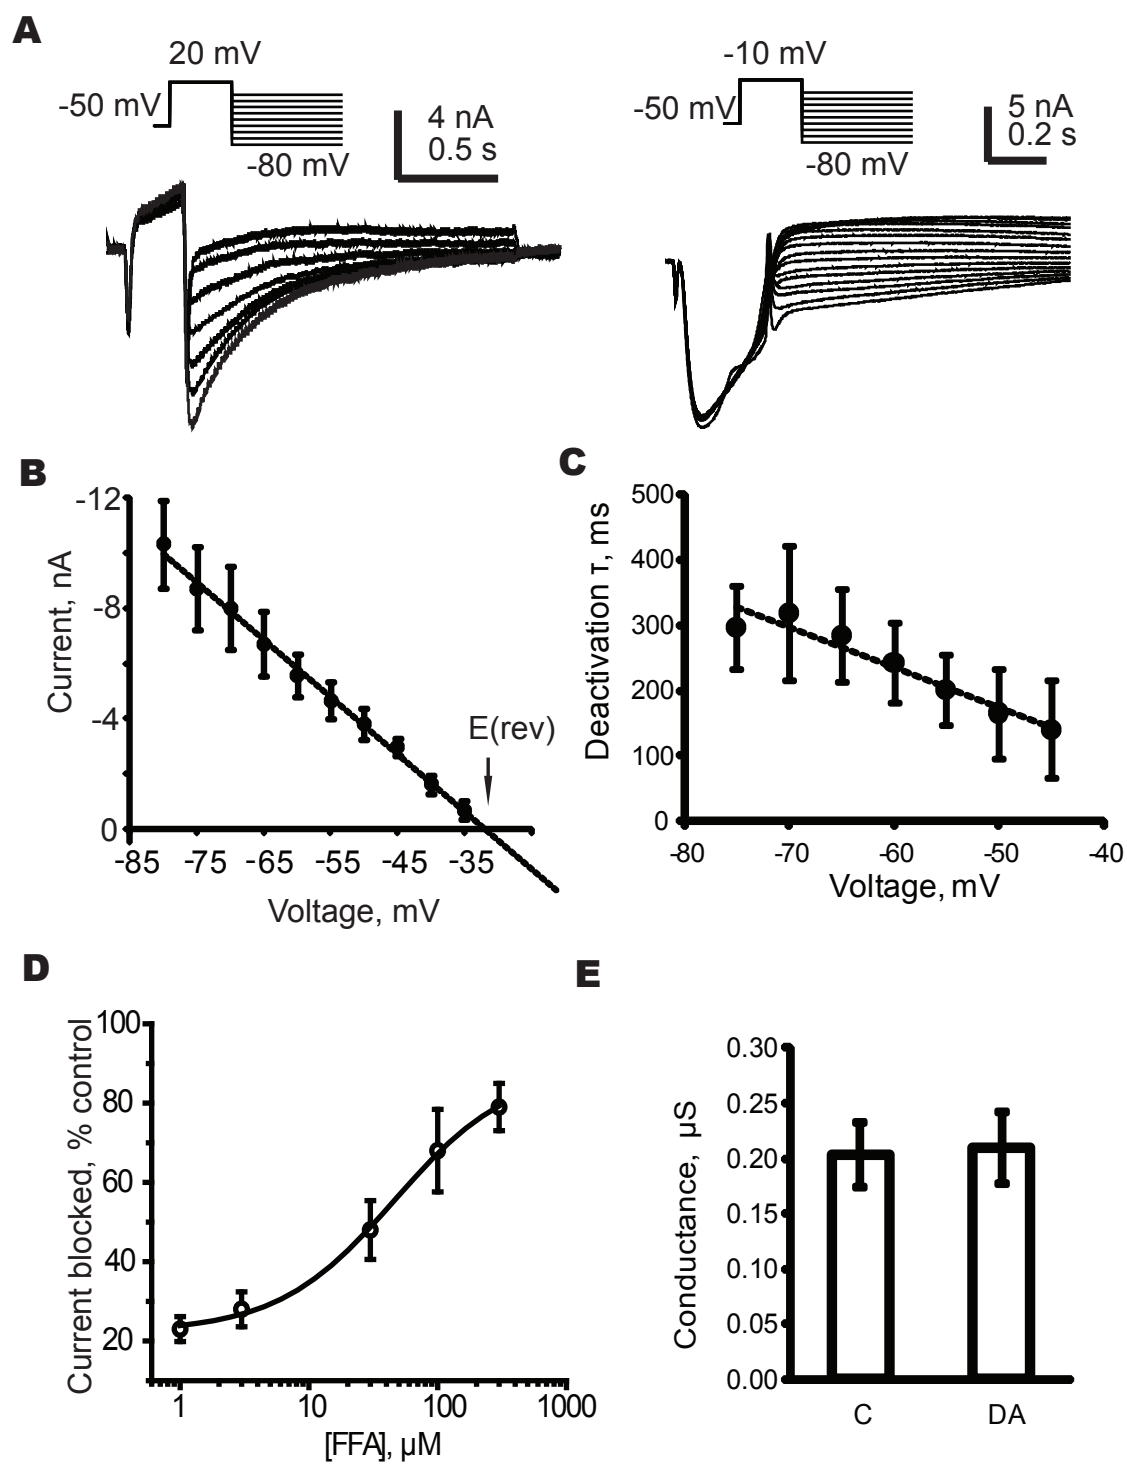 A
20 mV
-50 mV
-80 mV
4 nA
0.5 s
-10 mV
-50 mV
-80 mV
5 nA
0.2 s
B
Current, nA
-12
-8
-4
0
E(rev)
-85 -75 -65 -55 -45 -35
Voltage, mV
C
Deactivation τ, ms
500
400
300
200
100
0
-80 -70 -60 -50 -40
Voltage, mV
D
Current blocked, % control
100
80
60
40
20
1 10 100 1000
[FFA], µM
E
Conductance, µS
0.30
0.25
0.20
0.15
0.10
0.05
0.00
C DA